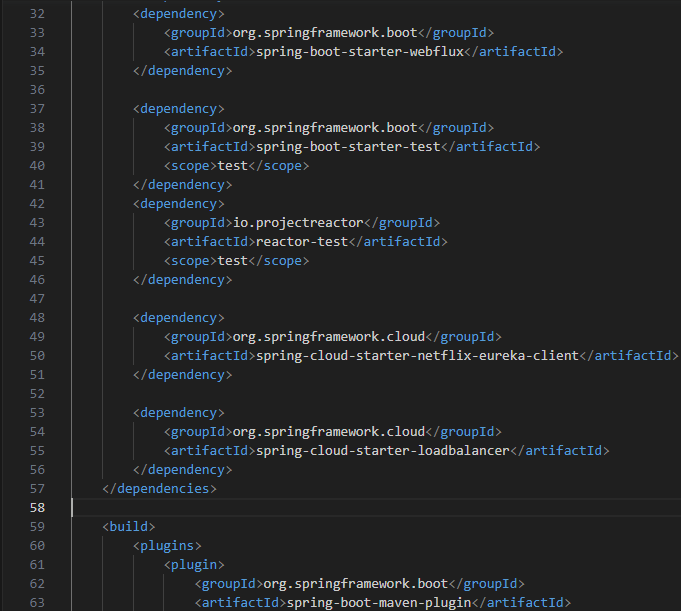 32 <dependency>
33 <groupId>org.springframework.boot</groupId>
34 <artifactId>spring-boot-starter-webflux</artifactId>
35 </dependency>
36
37 <dependency>
38 <groupId>org.springframework.boot</groupId>
39 <artifactId>spring-boot-starter-test</artifactId>
40 <scope>test</scope>
41 </dependency>
42 <dependency>
43 <groupId>io.projectreactor</groupId>
44 <artifactId>reactor-test</artifactId>
45 <scope>test</scope>
46 </dependency>
47
48 <dependency>
49 <groupId>org.springframework.cloud</groupId>
50 <artifactId>spring-cloud-starter-netflix-eureka-client</artifactId>
51 </dependency>
52
53 <dependency>
54 <groupId>org.springframework.cloud</groupId>
55 <artifactId>spring-cloud-starter-loadbalancer</artifactId>
56 </dependency>
57 </dependencies>
58
59 <build>
60 <plugins>
61 <plugin>
62 <groupId>org.springframework.boot</groupId>
63 <artifactId>spring-boot-maven-plugin</artifactId>